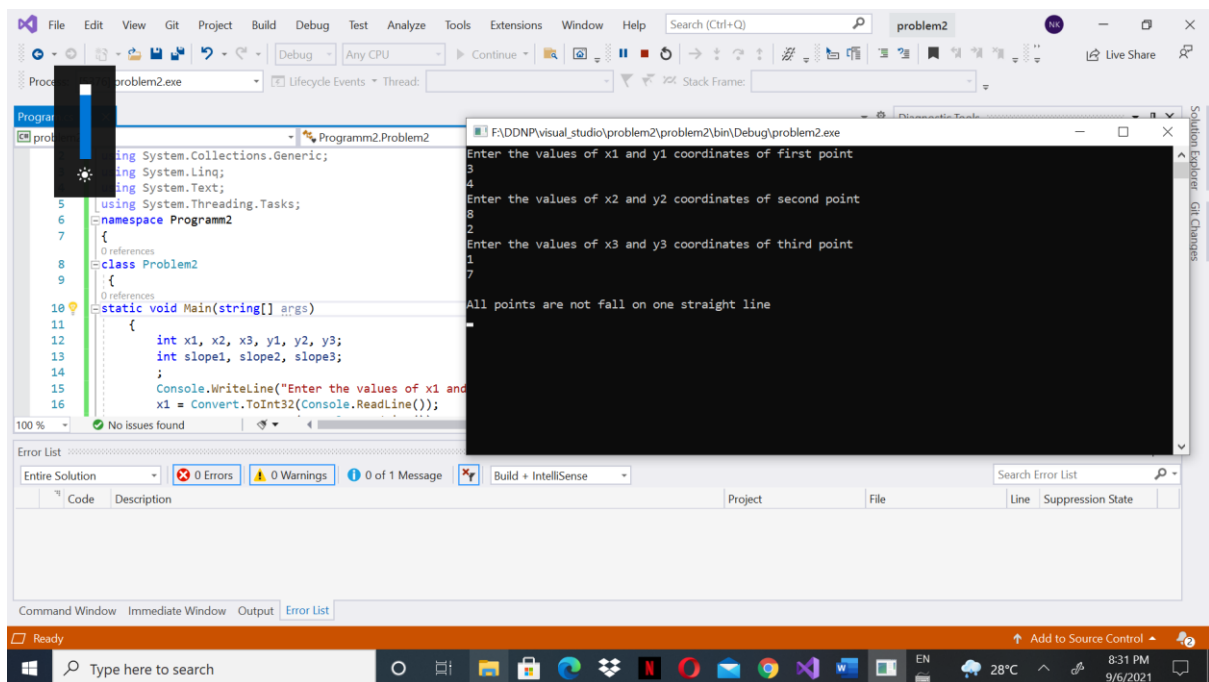 File Edit View Git Project Build Debug Test Analyze Tools Extensions Window Help Search (Ctrl+Q) problem2 NK
Debug Any CPU Continue Live Share
problem2.exe Lifecycle Events Thread: Stack Frame:
Diagnostic Tools
Programm2.Problem2
Solution Explorer
Git Changes
F:\DDNP\visual_studio\problem2\problem2\bin\Debug\problem2.exe
Enter the values of x1 and y1 coordinates of first point
3
4
Enter the values of x2 and y2 coordinates of second point
8
2
Enter the values of x3 and y3 coordinates of third point
1
7
All points are not fall on one straight line
System.Collections.Generic;
System.Linq;
System.Text;
5 using System.Threading.Tasks;
6 namespace Programm2
7 {
0 references
8 class Problem2
9 {
0 references
10 static void Main(string[] args)
11 {
12 int x1, x2, x3, y1, y2, y3;
13 int slope1, slope2, slope3;
14 ;
15 Console.WriteLine("Enter the values of x1 and
16 x1 = Convert.ToInt32(Console.ReadLine());
100 % No issues found
Error List
Entire Solution 0 Errors 0 Warnings 0 of 1 Message Build + IntelliSense Search Error List
Code Description Project File Line Suppression State
Command Window Immediate Window Output Error List
Ready Add to Source Control 2
Type here to search EN 28°C 8:31 PM
9/6/2021